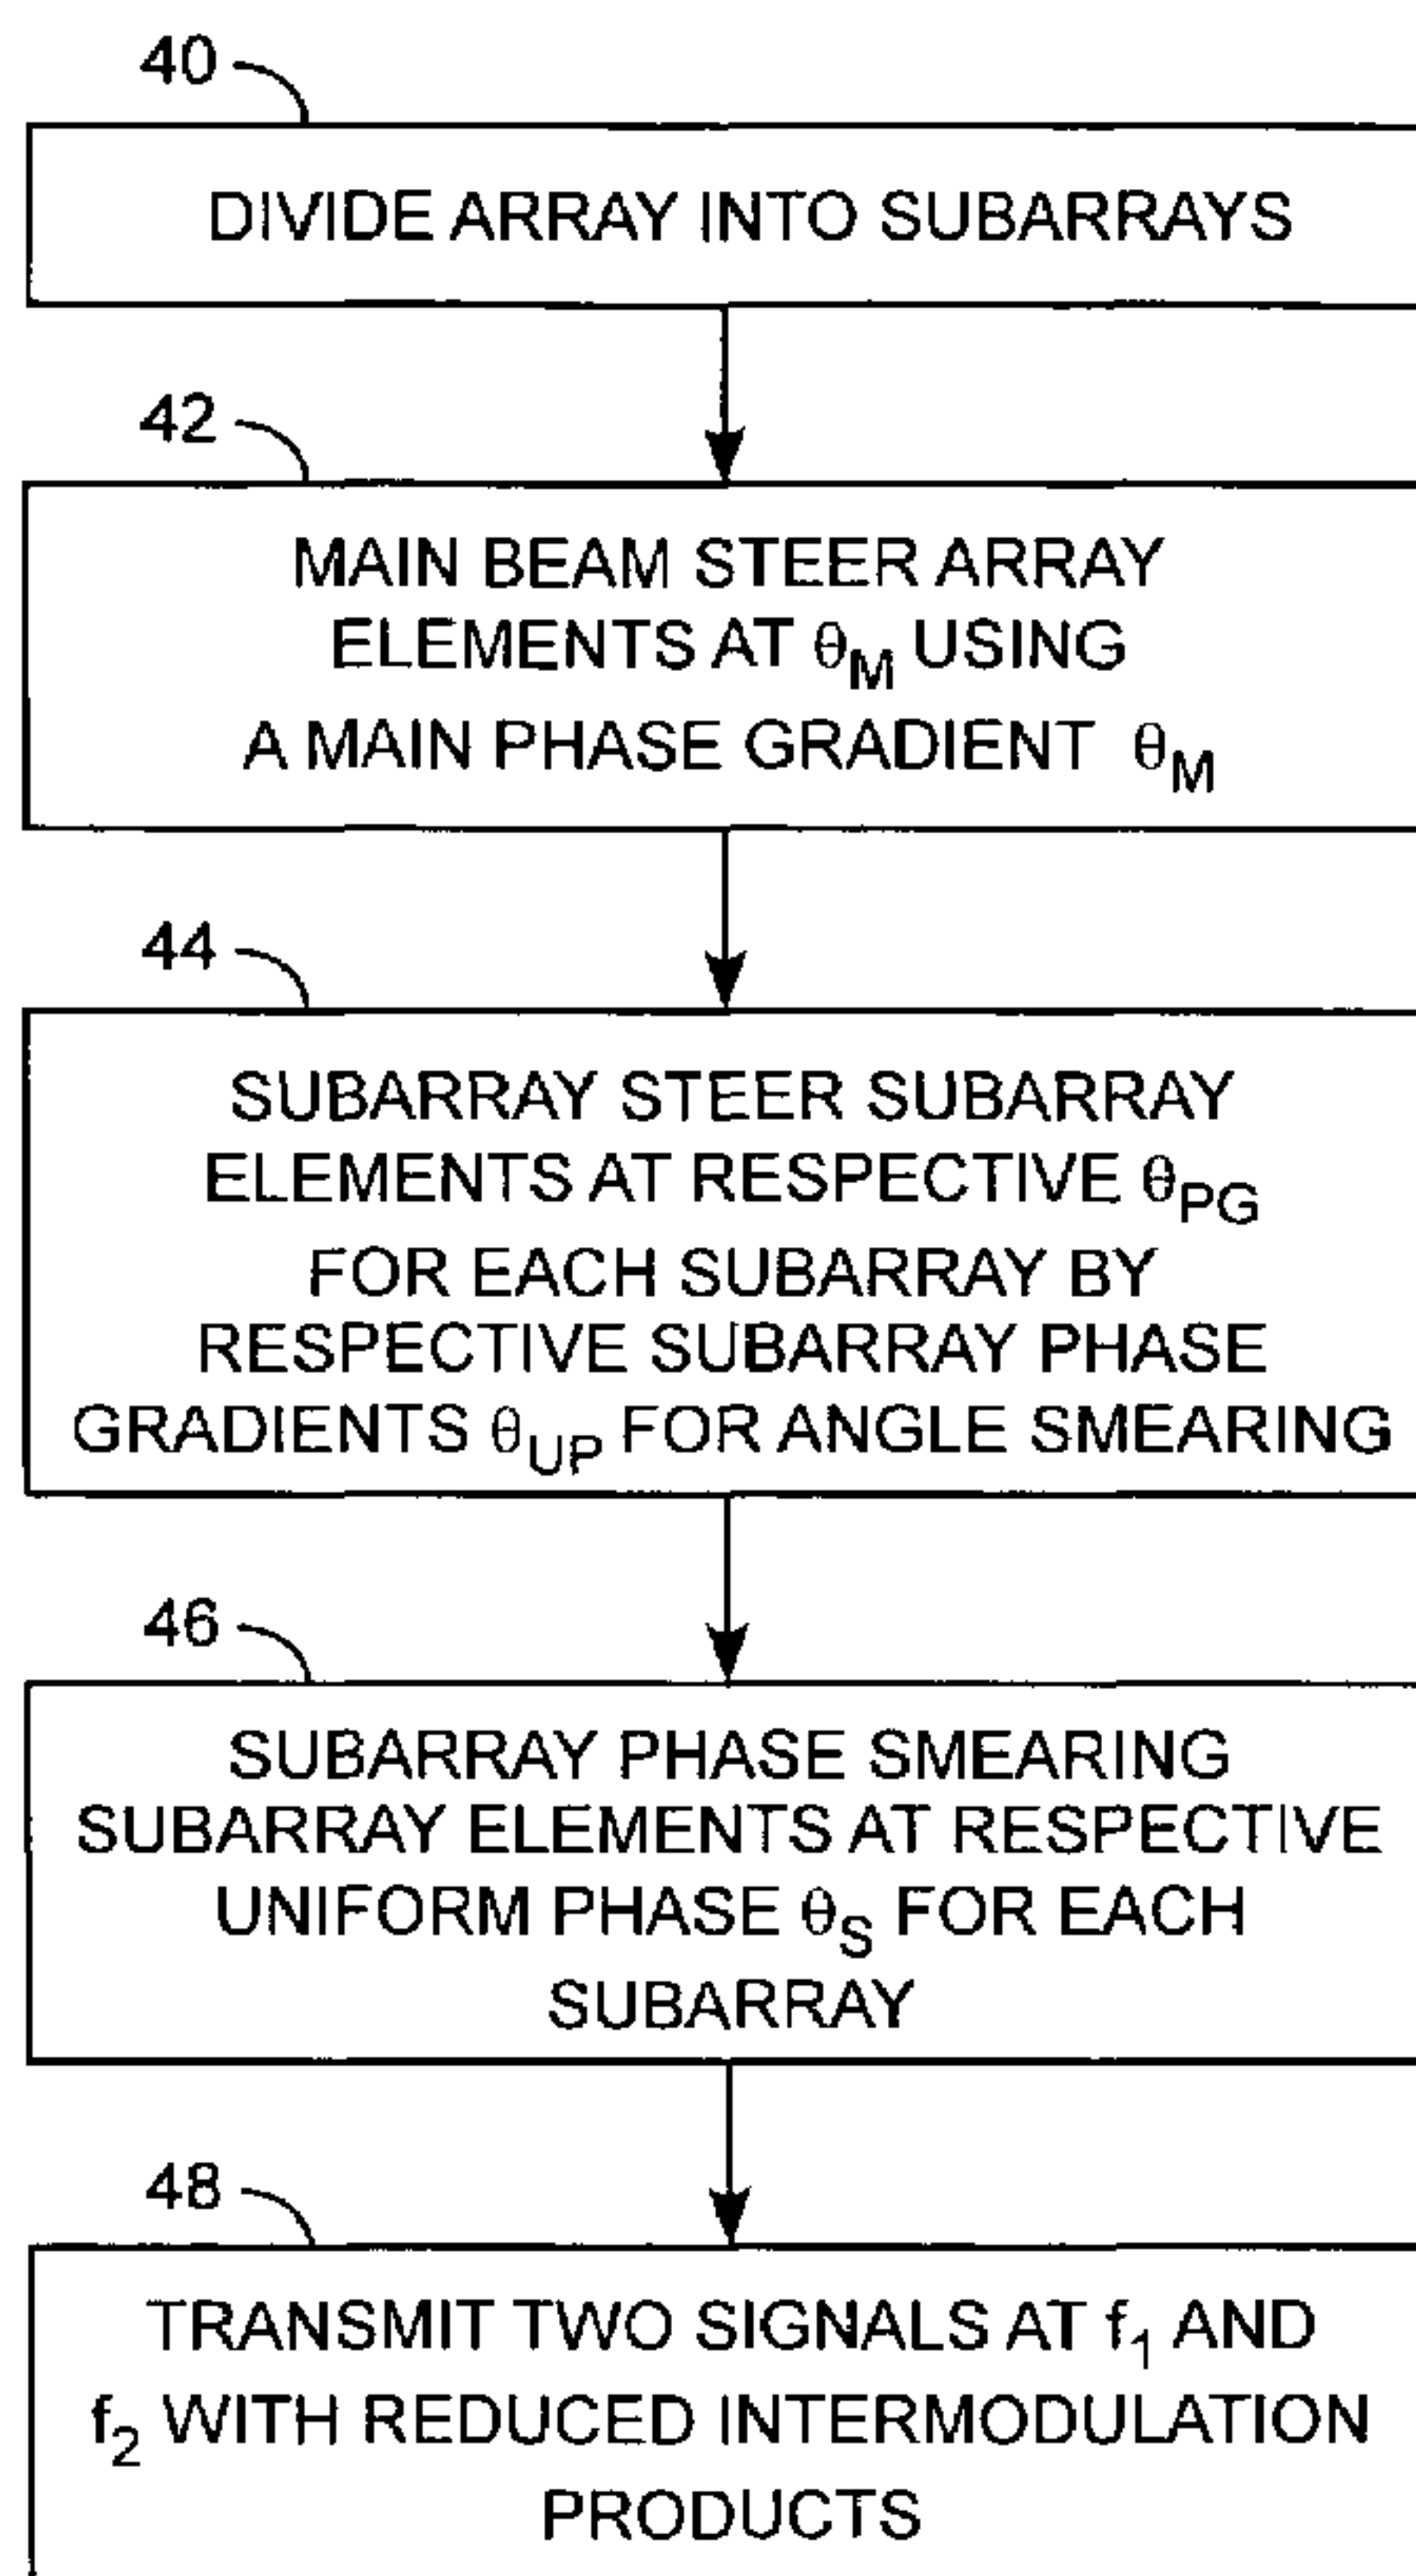 40
DIVIDE ARRAY INTO SUBARRAYS
42
MAIN BEAM STEER ARRAY
ELEMENTS AT θM USING
A MAIN PHASE GRADIENT θM
44
SUBARRAY STEER SUBARRAY
ELEMENTS AT RESPECTIVE θPG
FOR EACH SUBARRAY BY
RESPECTIVE SUBARRAY PHASE
GRADIENTS θUP FOR ANGLE SMEARING
46
SUBARRAY PHASE SMEARING
SUBARRAY ELEMENTS AT RESPECTIVE
UNIFORM PHASE θS FOR EACH
SUBARRAY
48
TRANSMIT TWO SIGNALS AT f1 AND
f2 WITH REDUCED INTERMODULATION
PRODUCTS